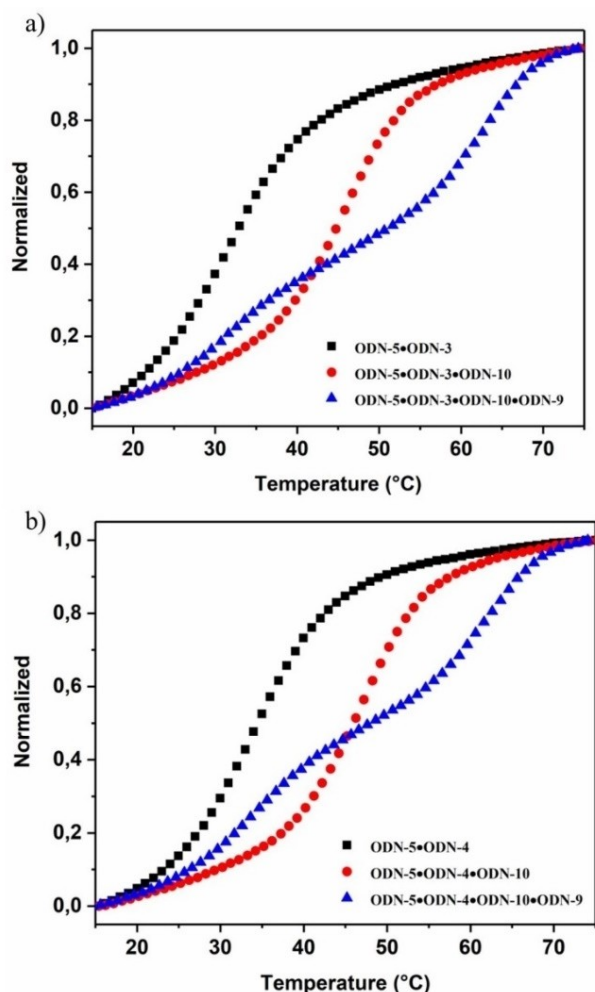 a)
1,0
0,8
0,6
0,4
0,2
0,0
Normalized
ODN-5•ODN-3
ODN-5•ODN-3•ODN-10
ODN-5•ODN-3•ODN-10•ODN-9
20 30 40 50 60 70
Temperature (°C)
b)
1,0
0,8
0,6
0,4
0,2
0,0
Normalized
ODN-5•ODN-4
ODN-5•ODN-4•ODN-10
ODN-5•ODN-4•ODN-10•ODN-9
20 30 40 50 60 70
Temperature (°C)